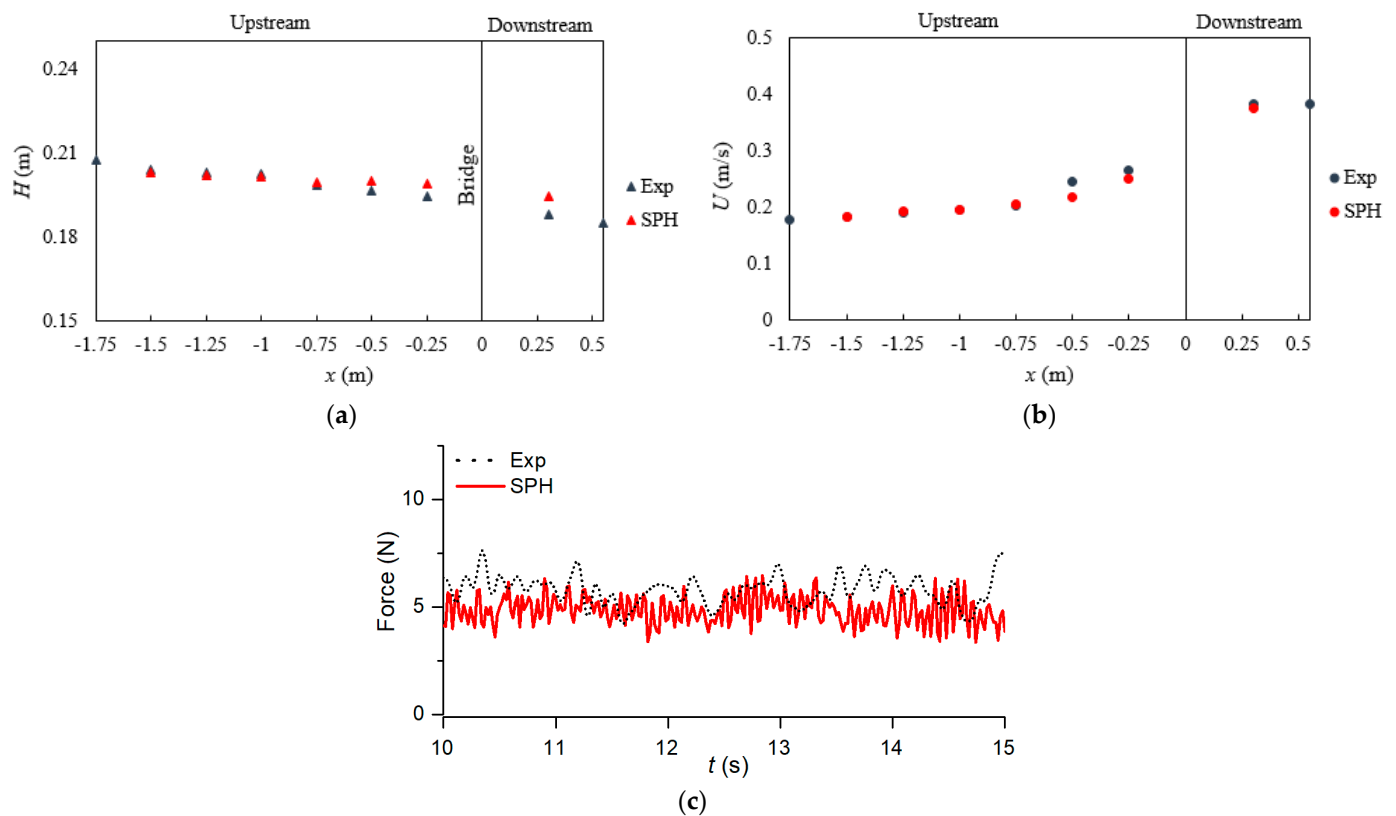 Upstream Downstream
0.24
0.21
0.18
0.15
H (m)
Bridge
-1.75 -1.5 -1.25 -1 -0.75 -0.5 -0.25 0 0.25 0.5
x (m)
Exp
SPH
(a)
Upstream Downstream
0.5
0.4
0.3
0.2
0.1
0
U (m/s)
-1.75 -1.5 -1.25 -1 -0.75 -0.5 -0.25 0 0.25 0.5
x (m)
Exp
SPH
(b)
Exp
SPH
10
5
0
Force (N)
10 11 12 13 14 15
t (s)
(c)